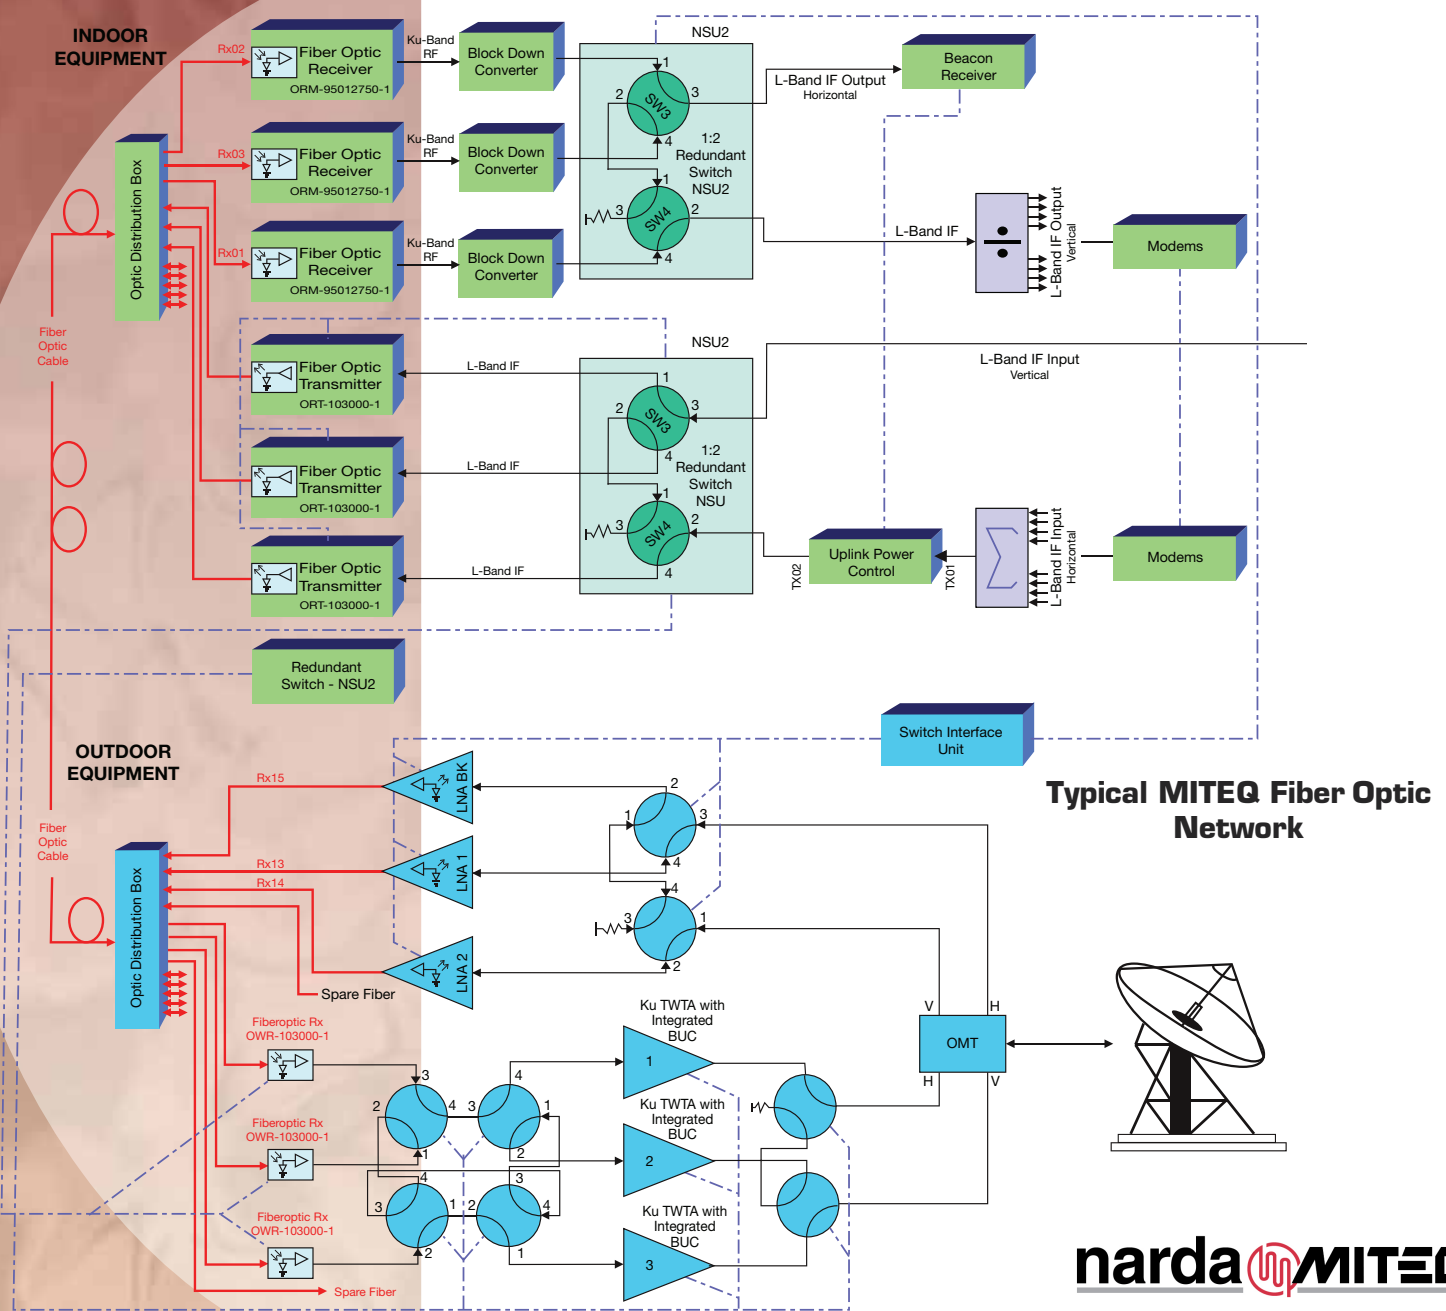 INDOOR
EQUIPMENT
Rx02
Fiber Optic
Receiver
ORM-95012750-1
Ku-Band
RF
Block Down
Converter
NSU2
1
2
3
4
SW3
L-Band IF Output
Horizontal
Beacon
Receiver
Rx03
Fiber Optic
Receiver
ORM-95012750-1
Ku-Band
RF
Block Down
Converter
1:2
Redundant
Switch
NSU2
Optic Distribution Box
1
3
2
4
SW4
Rx01
Fiber Optic
Receiver
ORM-95012750-1
Ku-Band
RF
Block Down
Converter
L-Band IF
÷
L-Band IF Output
Vertical
Modems
Fiber
Optic
Cable
Fiber Optic
Transmitter
ORT-103000-1
L-Band IF
NSU2
1
2
3
4
SW3
L-Band IF Input
Vertical
Fiber Optic
Transmitter
ORT-103000-1
L-Band IF
1:2
Redundant
Switch
NSU
1
3
2
4
SW4
Fiber Optic
Transmitter
ORT-103000-1
L-Band IF
TX02
Uplink Power
Control
TX01
Σ
L-Band IF Input
Horizontal
Modems
Redundant
Switch - NSU2
Switch Interface
Unit
OUTDOOR
EQUIPMENT
Typical MITEQ Fiber Optic
Network
Rx15
LNA BK
2
1
3
4
Fiber
Optic
Cable
Rx13
LNA 1
Rx14
4
3
1
2
Optic Distribution Box
LNA 2
Spare Fiber
Fiberoptic Rx
OWR-103000-1
Ku TWTA with
Integrated
BUC
1
V
H
OMT
H
V
3
2
4
1
4
3
1
2
Fiberoptic Rx
OWR-103000-1
Ku TWTA with
Integrated
BUC
2
4
3
1
2
3
2
4
1
Fiberoptic Rx
OWR-103000-1
Ku TWTA with
Integrated
BUC
3
Spare Fiber
narda MITEQ